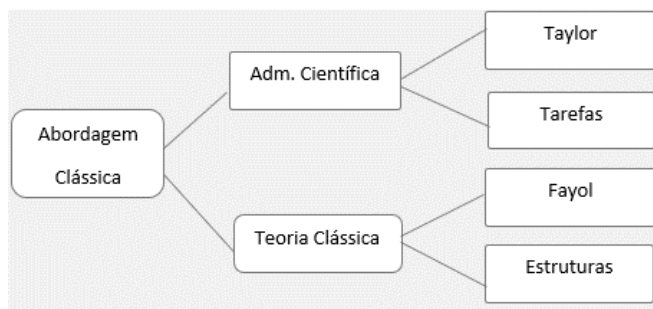 Abordagem
Clássica
Adm. Científica
Teoria Clássica
Taylor
Tarefas
Fayol
Estruturas